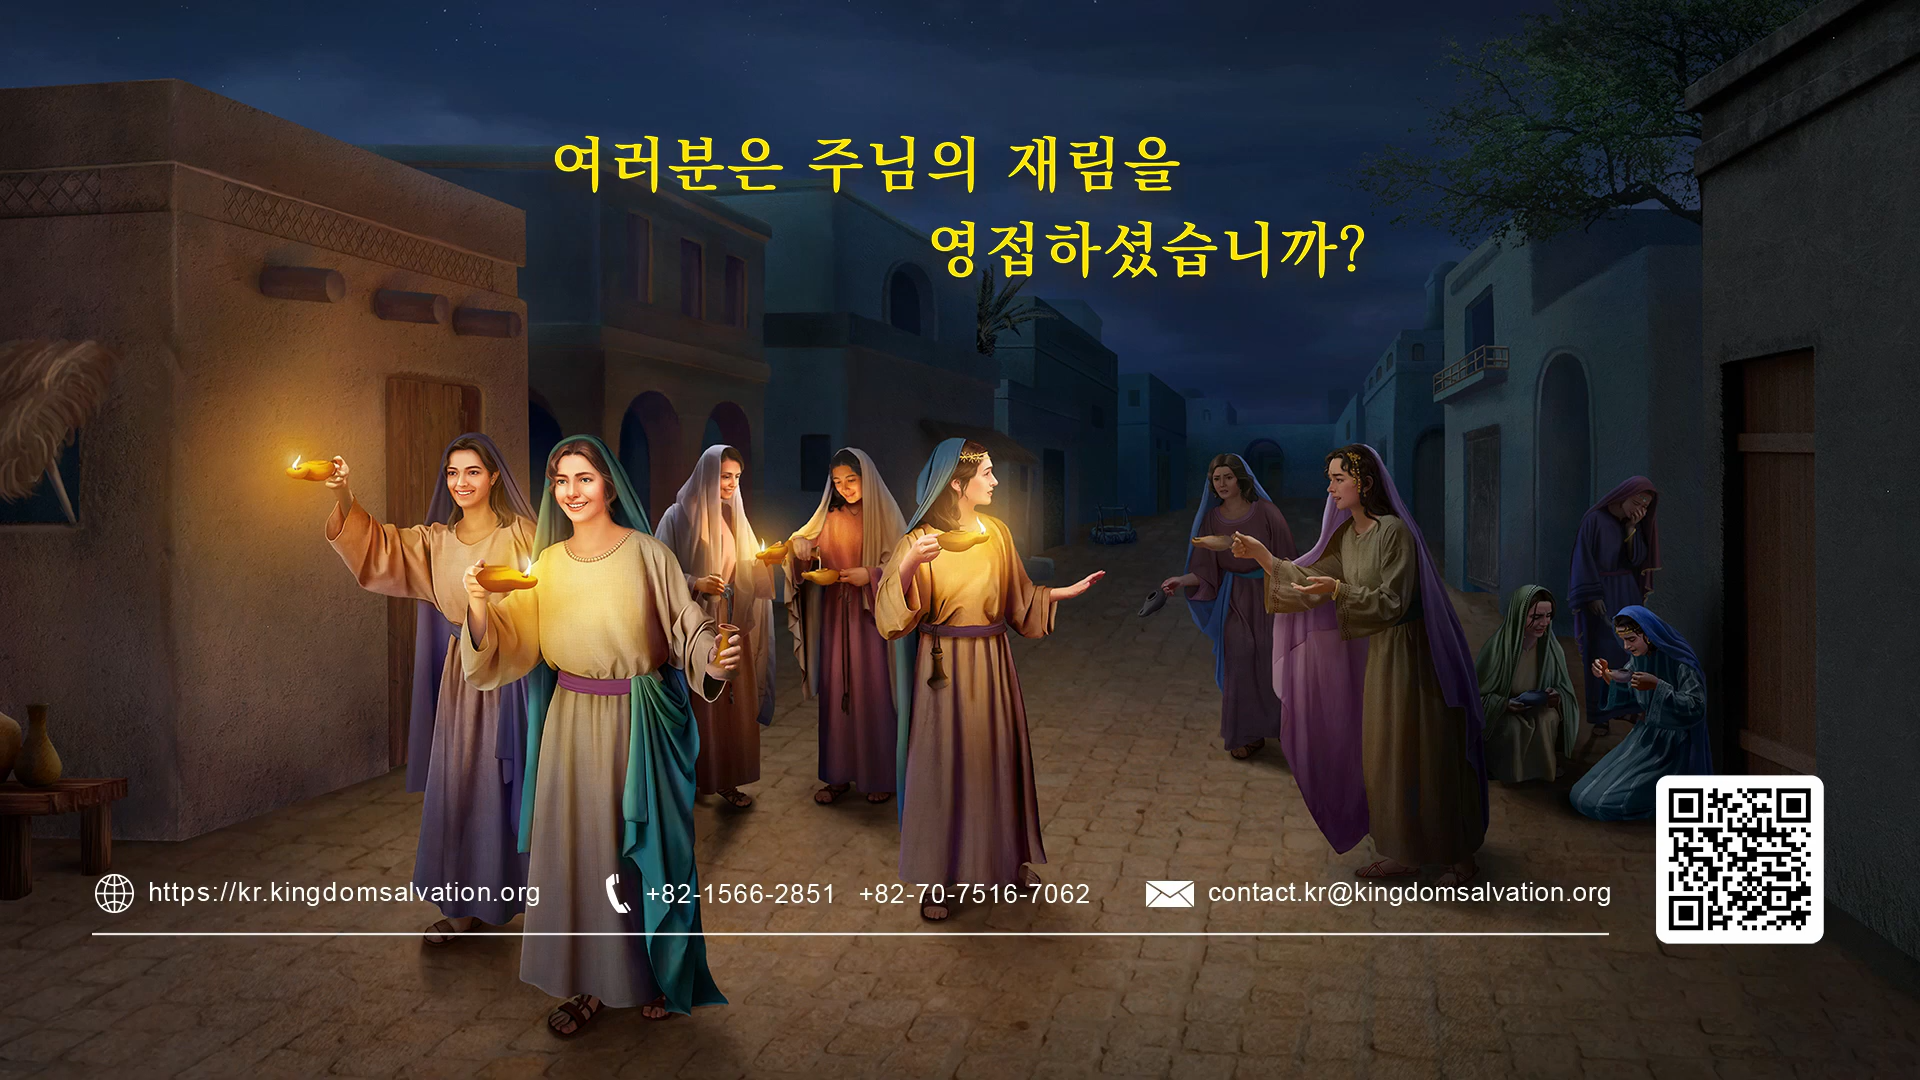 여러분은 주님의 재림을
영접하셨습니까?
https://kr.kingdomsalvation.org +82-1566-2851 +82-70-7516-7062 contact.kr@kingdomsalvation.org